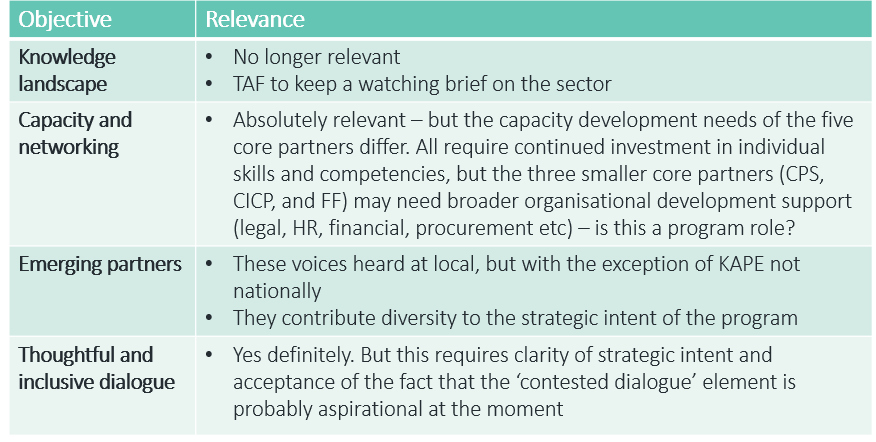 Objective Relevance
Knowledge landscape
• No longer relevant
• TAF to keep a watching brief on the sector
Capacity and networking
• Absolutely relevant – but the capacity development needs of the five
core partners differ. All require continued investment in individual
skills and competencies, but the three smaller core partners (CPS,
CICP, and FF) may need broader organisational development support
(legal, HR, financial, procurement etc) – is this a program role?
Emerging partners
• These voices heard at local, but with the exception of KAPE not
nationally
• They contribute diversity to the strategic intent of the program
Thoughtful and inclusive dialogue
• Yes definitely. But this requires clarity of strategic intent and
acceptance of the fact that the ‘contested dialogue’ element is
probably aspirational at the moment